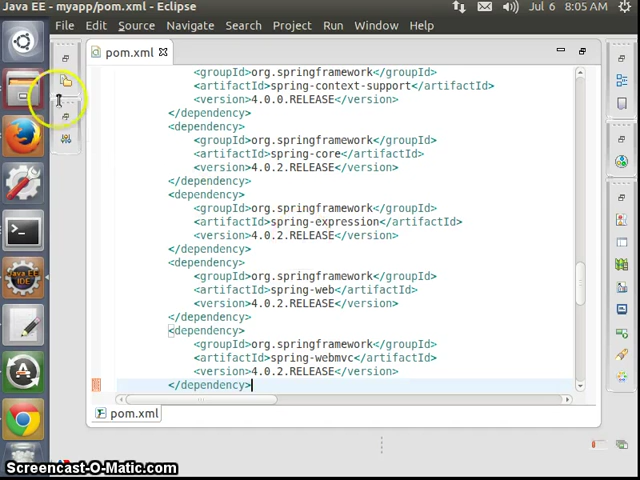 Java EE - myapp/pom.xml - Eclipse
Jul 6 8:05 AM
File Edit Source Navigate Search Project Run Window Help
pom.xml
<groupId>org.springframework</groupId>
<artifactId>spring-context-support</artifactId>
<version>4.0.0.RELEASE</version>
</dependency>
<dependency>
<groupId>org.springframework</groupId>
<artifactId>spring-core</artifactId>
<version>4.0.2.RELEASE</version>
</dependency>
<dependency>
<groupId>org.springframework</groupId>
<artifactId>spring-expression</artifactId>
<version>4.0.2.RELEASE</version>
</dependency>
<dependency>
<groupId>org.springframework</groupId>
<artifactId>spring-web</artifactId>
<version>4.0.2.RELEASE</version>
</dependency>
<dependency>
<groupId>org.springframework</groupId>
<artifactId>spring-webmvc</artifactId>
<version>4.0.2.RELEASE</version>
</dependency>
pom.xml
Java EE
IDE
Screencast-O-Matic.com